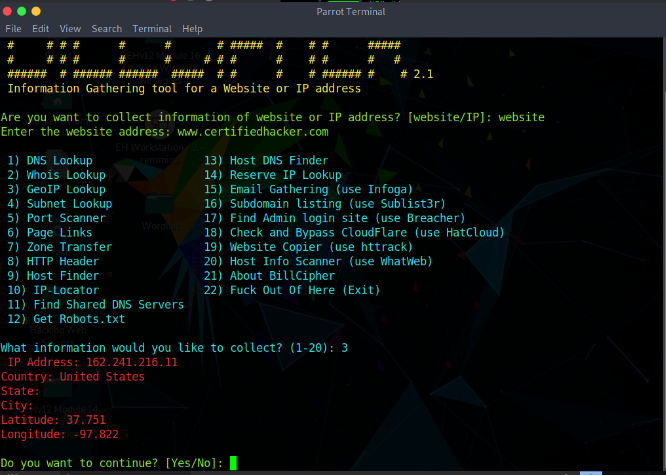 Parrot Terminal
File Edit View Search Terminal Help
#     # # #     #      #       # #####  #    # #     #####
#     # # #     #      #     # # #      #    # #     #   #
######  # ###### ######  #####  # #      #    # ###### #    # 2.1
Information Gathering tool for a Website or IP address
Are you want to collect information of website or IP address? [website/IP]: website
Enter the website address: www.certifiedhacker.com
1) DNS Lookup 13) Host DNS Finder
2) Whois Lookup 14) Reserve IP Lookup
3) GeoIP Lookup 15) Email Gathering (use Infoga)
4) Subnet Lookup 16) Subdomain listing (use Sublist3r)
5) Port Scanner 17) Find Admin login site (use Breacher)
6) Page Links 18) Check and Bypass CloudFlare (use HatCloud)
7) Zone Transfer 19) Website Copier (use httrack)
8) HTTP Header 20) Host Info Scanner (use WhatWeb)
9) Host Finder 21) About BillCipher
10) IP-Locator 22) Fuck Out Of Here (Exit)
11) Find Shared DNS Servers
12) Get Robots.txt
What information would you like to collect? (1-20): 3
IP Address: 162.241.216.11
Country: United States
State:
City:
Latitude: 37.751
Longitude: -97.822
Do you want to continue? [Yes/No]: